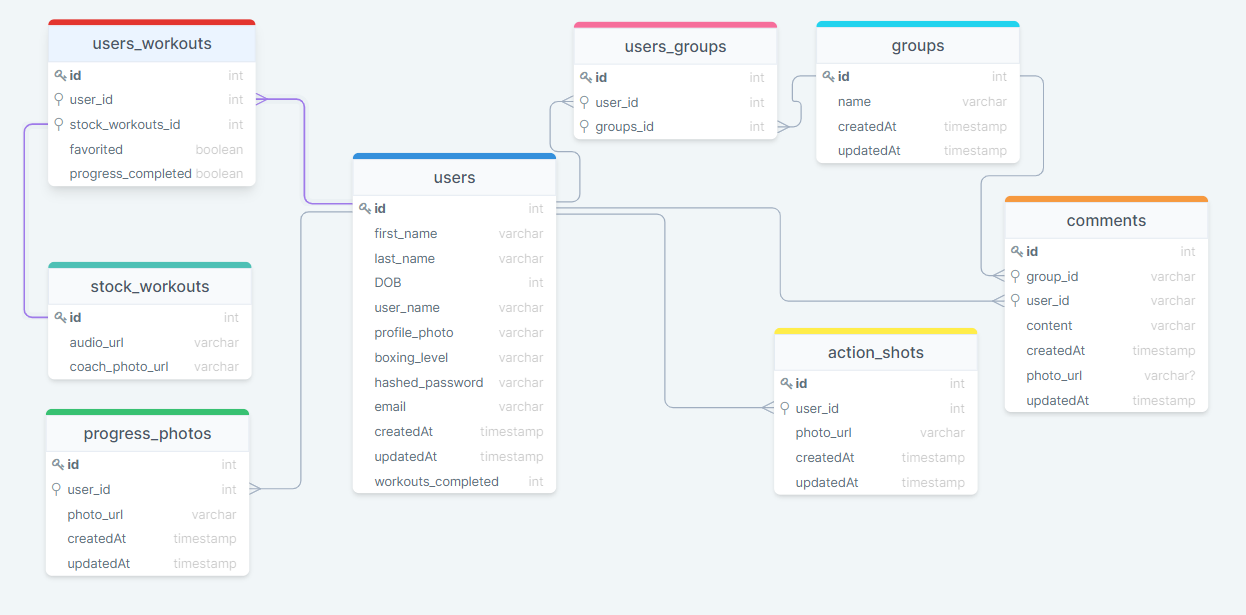 users_workouts
id int
user_id int
stock_workouts_id int
favorited boolean
progress_completed boolean
stock_workouts
id int
audio_url varchar
coach_photo_url varchar
progress_photos
id int
user_id int
photo_url varchar
createdAt timestamp
updatedAt timestamp
users
id int
first_name varchar
last_name varchar
DOB int
user_name varchar
profile_photo varchar
boxing_level varchar
hashed_password varchar
email varchar
createdAt timestamp
updatedAt timestamp
workouts_completed int
users_groups
id int
user_id int
groups_id int
groups
id int
name varchar
createdAt timestamp
updatedAt timestamp
action_shots
id int
user_id int
photo_url varchar
createdAt timestamp
updatedAt timestamp
comments
id int
group_id varchar
user_id varchar
content varchar
createdAt timestamp
photo_url varchar?
updatedAt timestamp